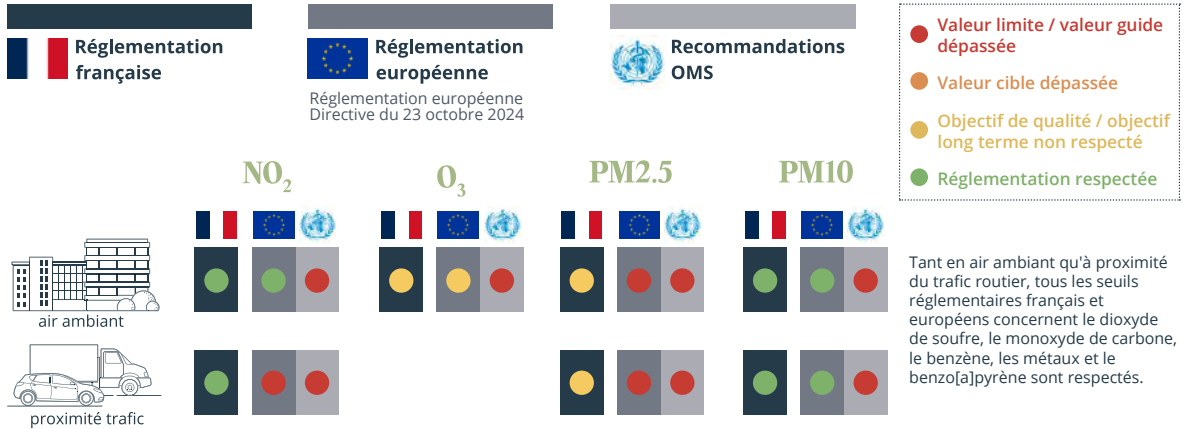 Réglementation
française
Réglementation
européenne
Réglementation européenne
Directive du 23 octobre 2024
Recommandations
OMS
Valeur limite / valeur guide
dépassée
Valeur cible dépassée
Objectif de qualité / objectif
long terme non respecté
Réglementation respectée
NO2
O3
PM2.5
PM10
air ambiant
proximité trafic
Tant en air ambiant qu'à proximité
du trafic routier, tous les seuils
réglementaires français et
européens concernent le dioxyde
de soufre, le monoxyde de carbone,
le benzène, les métaux et le
benzo[a]pyrène sont respectés.